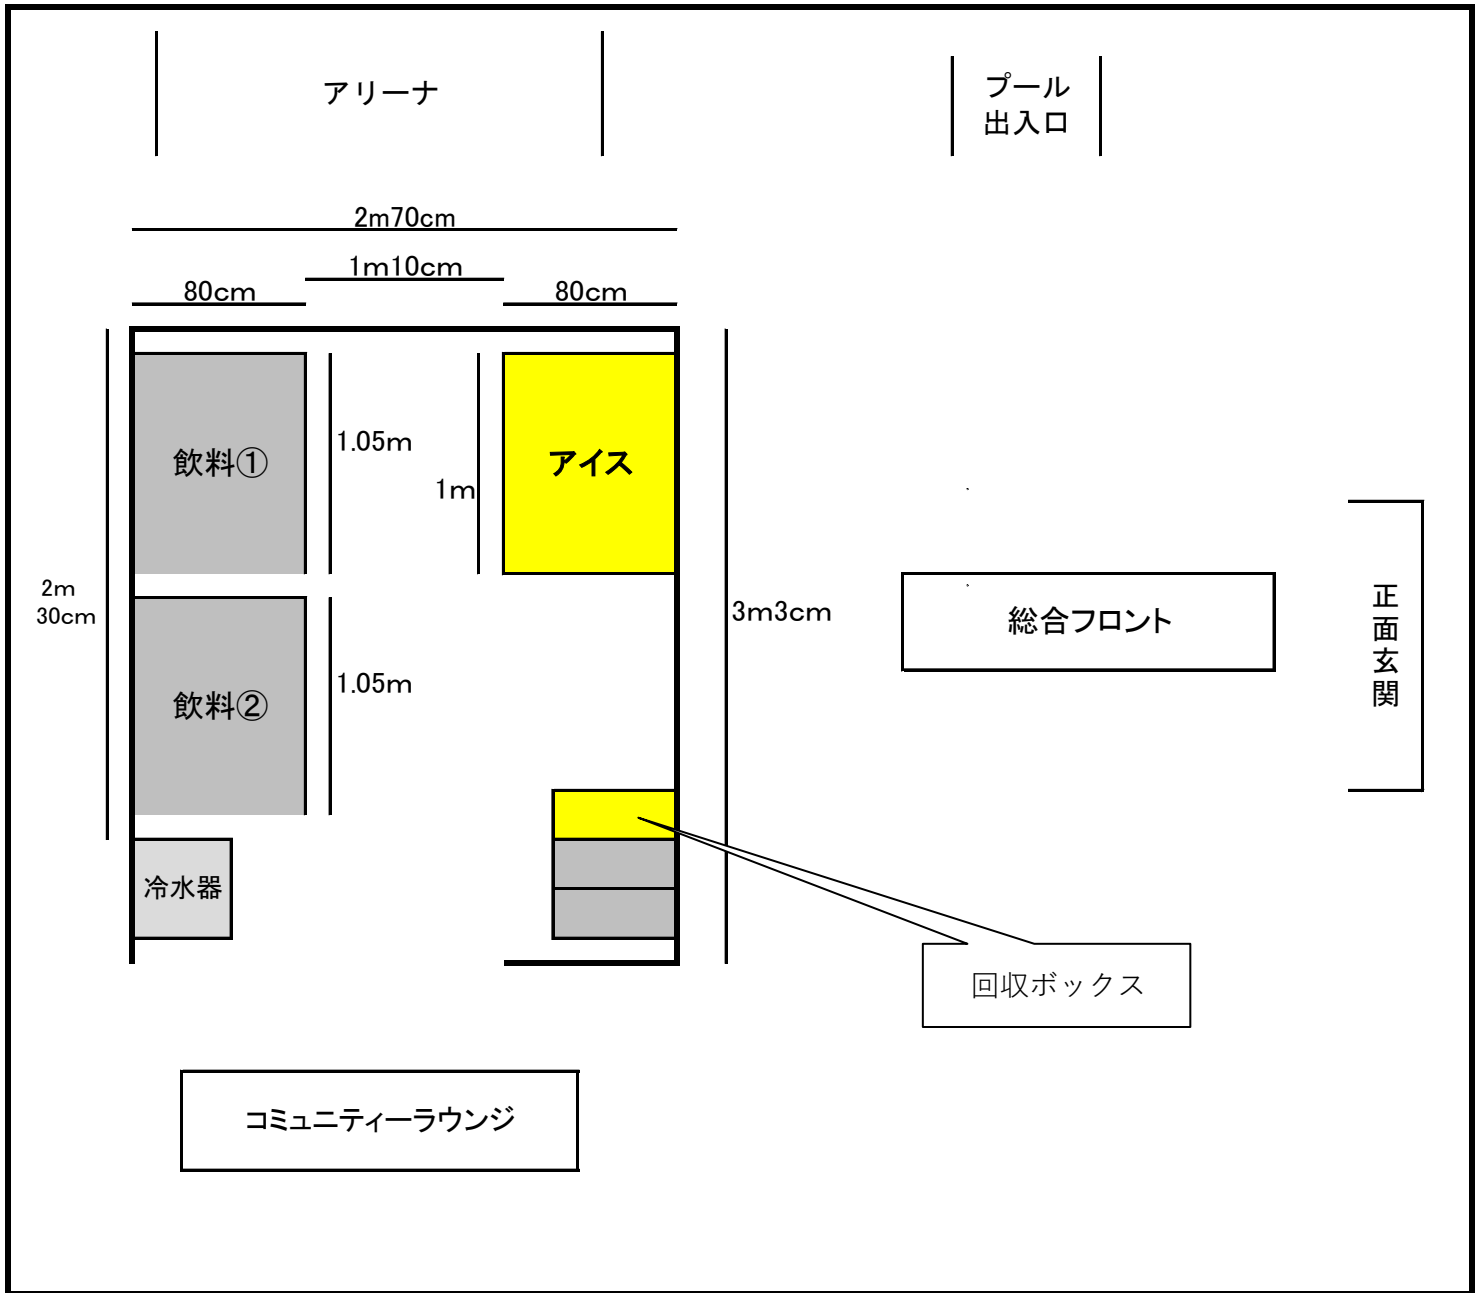 アリーナ
プール
出入口
2m70cm
1m10cm
80cm
80cm
飲料①
1.05m
アイス
1m
2m
30cm
3m3cm
総合フロント
正面玄関
飲料②
1.05m
冷水器
回収ボックス
コミュニティーラウンジ